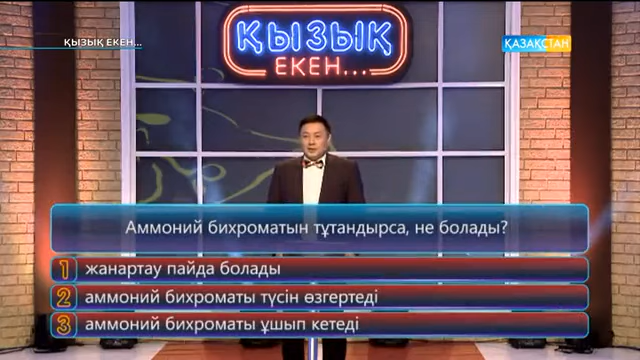 ҚЫЗЫҚ ЕКЕН...
ҚЫЗЫҚ
ЕКЕН...
ҚАЗАҚСТАН
Аммоний бихроматын тұтандырса, не болады?
1 жанартау пайда болады
2 аммоний бихроматы түсін өзгертеді
3 аммоний бихроматы ұшып кетеді